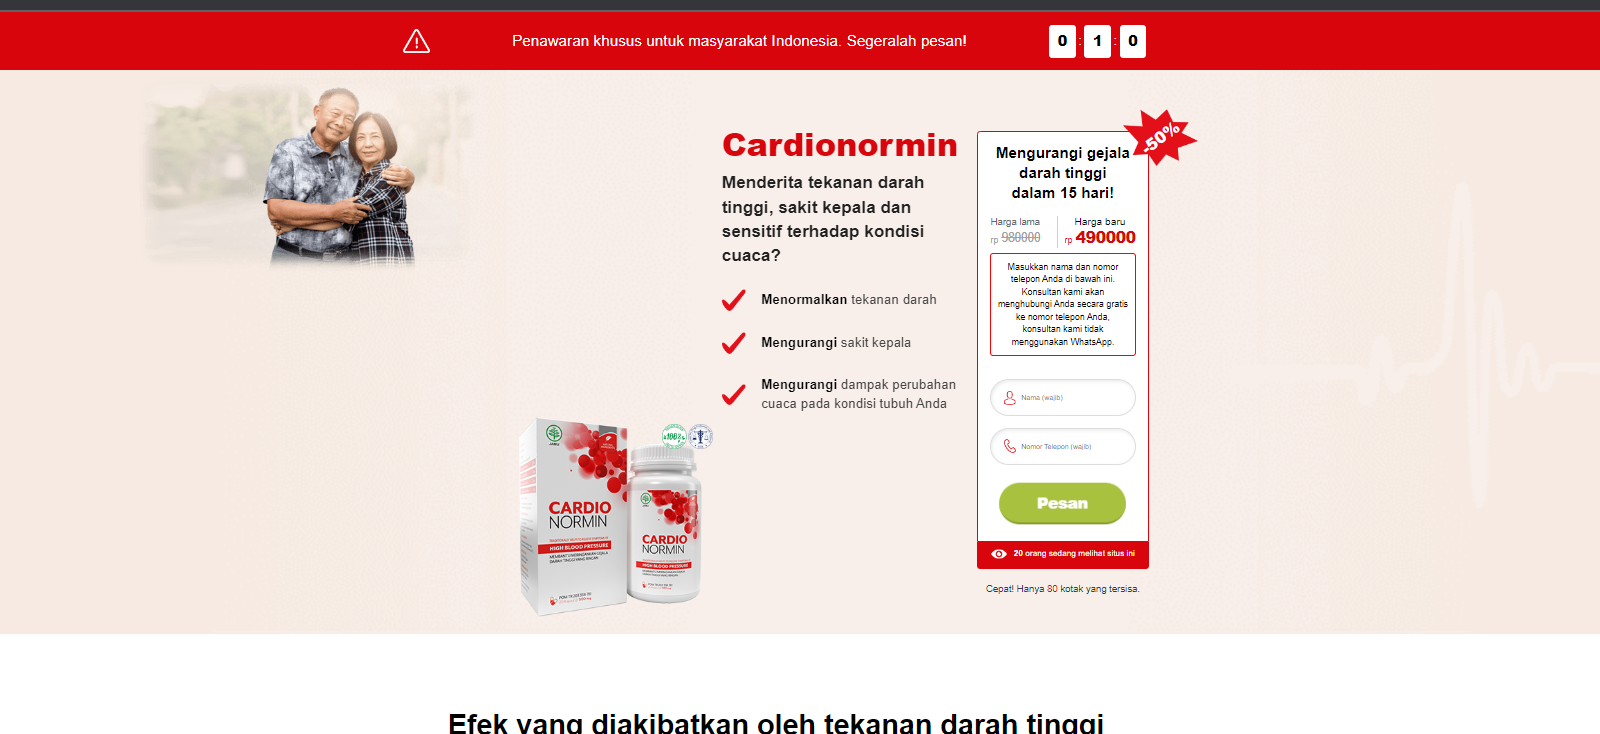 Penawaran khusus untuk masyarakat Indonesia. Segeralah pesan!
0 : 1 : 0
Cardionormin
Menderita tekanan darah
tinggi, sakit kepala dan
sensitif terhadap kondisi
cuaca?
Menormalkan tekanan darah
Mengurangi sakit kepala
Mengurangi dampak perubahan
cuaca pada kondisi tubuh Anda
-50%
Mengurangi gejala
darah tinggi
dalam 15 hari!
Harga lama
rp 980000
Harga baru
rp 490000
Masukkan nama dan nomor
telepon Anda di bawah ini.
Konsultan kami akan
menghubungi Anda secara gratis
ke nomor telepon Anda,
konsultan kami tidak
menggunakan WhatsApp.
Nama (wajib)
Nomor Telepon (wajib)
Pesan
20 orang sedang melihat situs ini
Cepat! Hanya 80 kotak yang tersisa.
JAMU
100%
CARDIO
NORMIN
HIGH BLOOD PRESSURE
CARDIO
NORMIN
HIGH BLOOD PRESSURE
Efek yang diakibatkan oleh tekanan darah tinggi